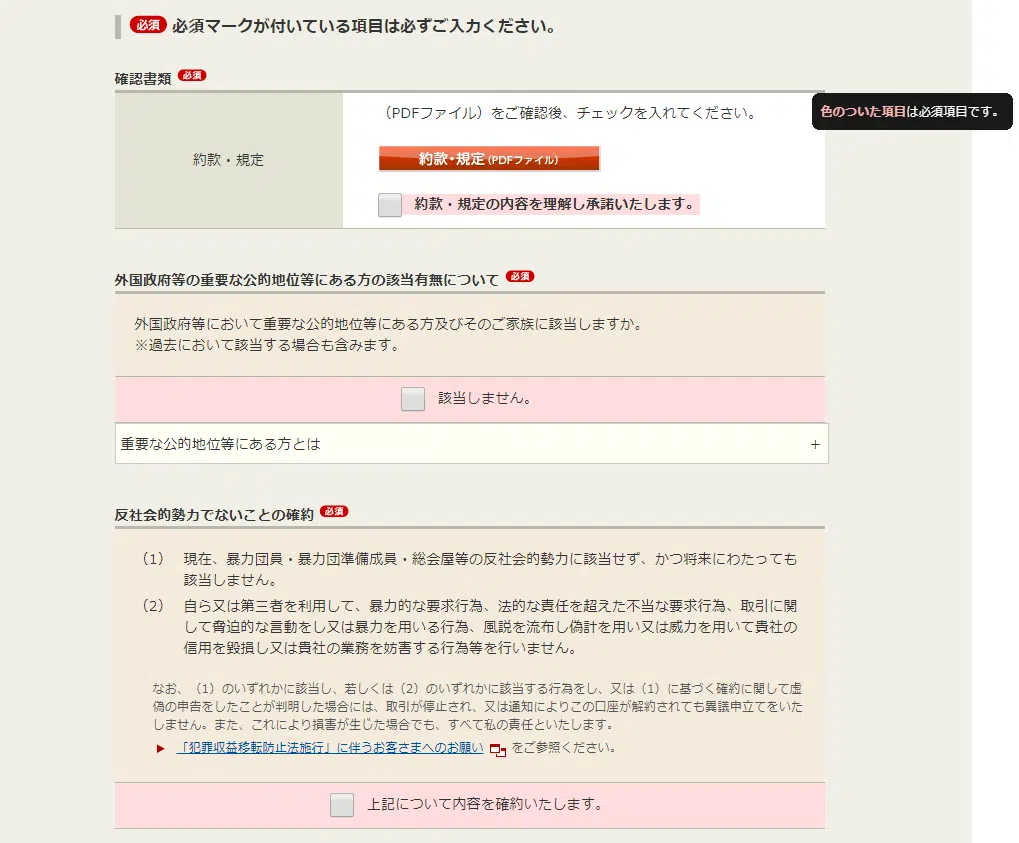 必須 必須マークが付いている項目は必ずご入力ください。
確認書類 必須
色のついた項目は必須項目です。
（PDFファイル）をご確認後、チェックを入れてください。
約款・規定
約款・規定(PDFファイル)
約款・規定の内容を理解し承諾いたします。
外国政府等の重要な公的地位等にある方の該当有無について 必須
外国政府等において重要な公的地位等にある方及びそのご家族に該当しますか。
※過去において該当する場合も含みます。
該当しません。
重要な公的地位等にある方とは +
反社会的勢力でないことの確約 必須
（1） 現在、暴力団員・暴力団準備成員・総会屋等の反社会的勢力に該当せず、かつ将来にわたっても
該当しません。
（2） 自ら又は第三者を利用して、暴力的な要求行為、法的な責任を超えた不当な要求行為、取引に関
して脅迫的な言動をし又は暴力を用いる行為、風説を流布し偽計を用い又は威力を用いて貴社の
信用を毀損し又は貴社の業務を妨害する行為等を行いません。
なお、（1）のいずれかに該当し、若しくは（2）のいずれかに該当する行為をし、又は（1）に基づく確約に関して虚
偽の申告をしたことが判明した場合には、取引が停止され、又は通知によりこの口座が解約されても異議申立てをいた
しません。また、これにより損害が生じた場合でも、すべて私の責任といたします。
「犯罪収益移転防止法施行」に伴うお客さまへのお願い をご参照ください。
上記について内容を確約いたします。